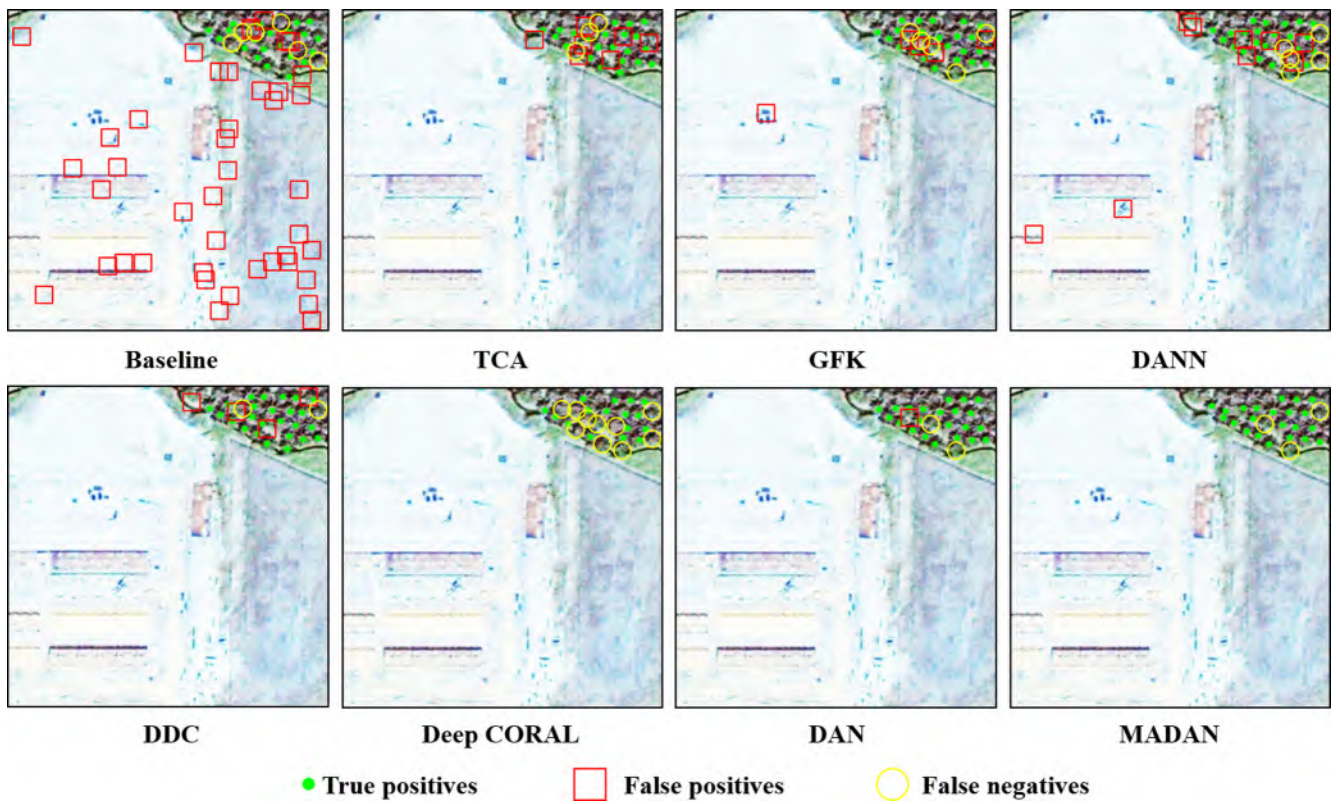 Baseline TCA GFK DANN
DDC Deep CORAL DAN MADAN
True positives False positives False negatives